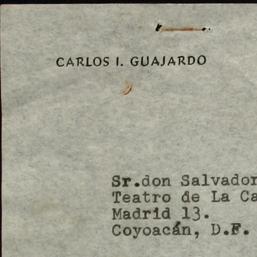 CARLOS I. GUAJARDO
Sr.don Salvador
Teatro de La Ca
Madrid 13.
Coyoacán, D.F.